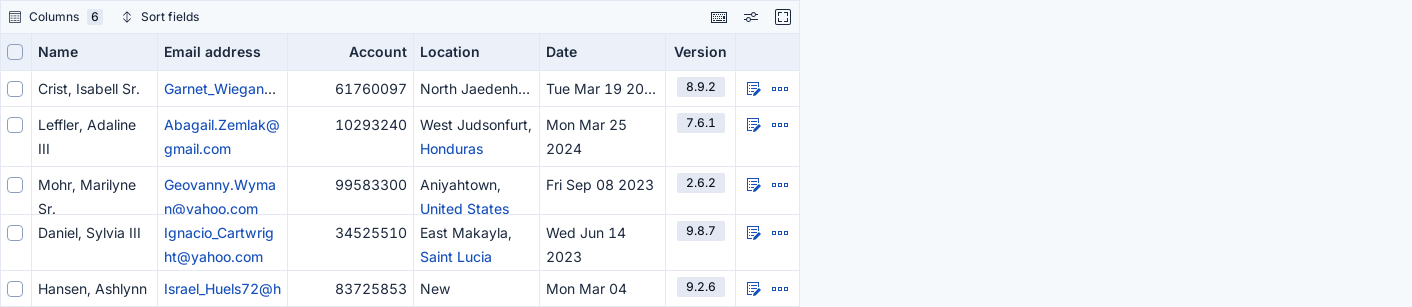 Columns 6 Sort fields
Name Email address Account Location Date Version
Crist, Isabell Sr. Garnet_Wiegan... 61760097 North Jaedenh... Tue Mar 19 20... 8.9.2
Leffler, Adaline Abagail.Zemlak@ 10293240 West Judsonfurt, Mon Mar 25 7.6.1
III gmail.com Honduras 2024
Mohr, Marilyne Geovanny.Wyma 99583300 Aniyahtown, Fri Sep 08 2023 2.6.2
Sr. n@yahoo.com United States
Daniel, Sylvia III Ignacio_Cartwrig 34525510 East Makayla, Wed Jun 14 9.8.7
ht@yahoo.com Saint Lucia 2023
Hansen, Ashlynn Israel_Huels72@h 83725853 New Mon Mar 04 9.2.6